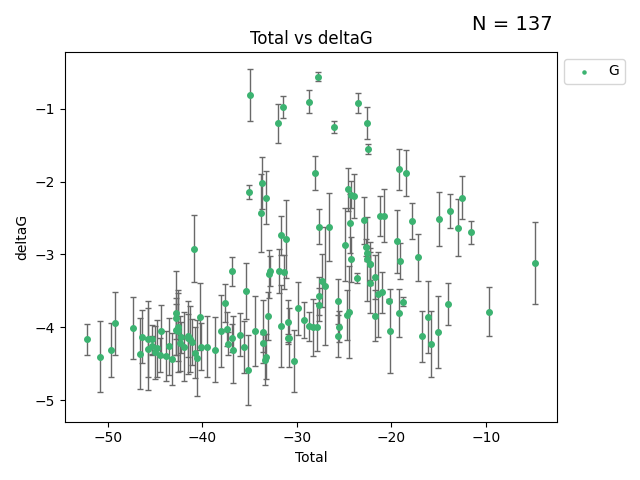 N = 137
Total vs deltaG
G
deltaG
−1
−2
−3
−4
−5
−50 −40 −30 −20 −10
Total